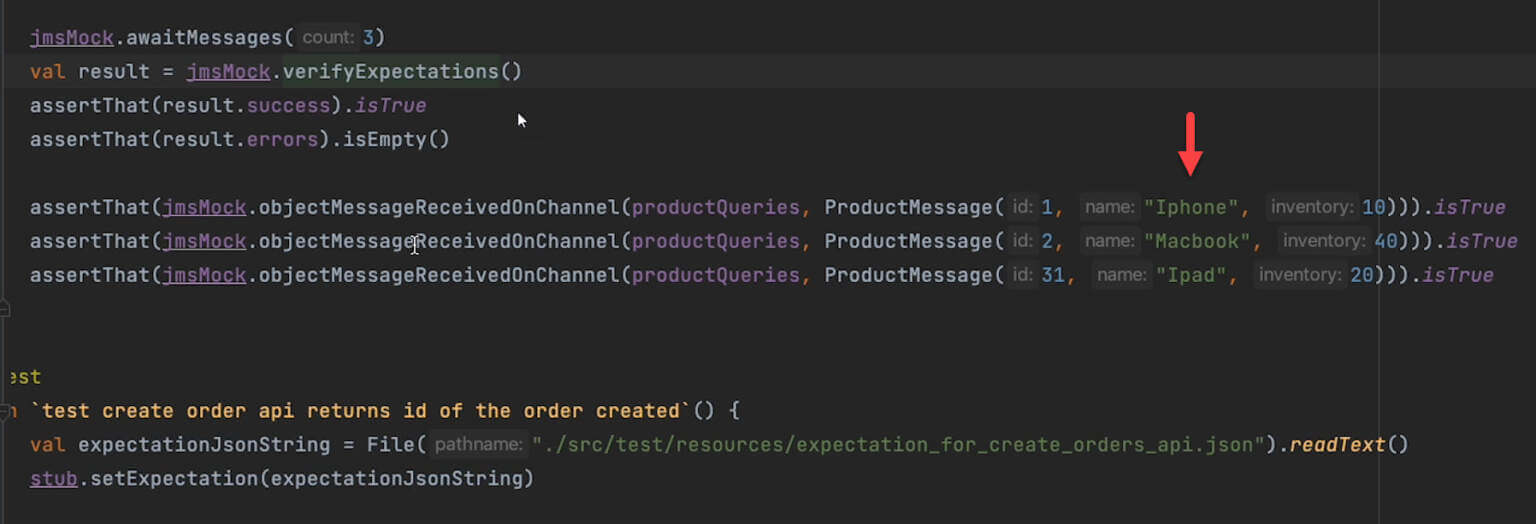 jmsMock.awaitMessages( count: 3)
val result = jmsMock.verifyExpectations()
assertThat(result.success).isTrue
assertThat(result.errors).isEmpty()
assertThat(jmsMock.objectMessageReceivedOnChannel(productQueries, ProductMessage( id: 1, name: "Iphone", inventory: 10))).isTrue
assertThat(jmsMock.objectMessageReceivedOnChannel(productQueries, ProductMessage( id: 2, name: "Macbook", inventory: 40))).isTrue
assertThat(jmsMock.objectMessageReceivedOnChannel(productQueries, ProductMessage( id: 31, name: "Ipad", inventory: 20))).isTrue
est
`test create order api returns id of the order created`() {
val expectationJsonString = File( pathname: "./src/test/resources/expectation_for_create_orders_api.json").readText()
stub.setExpectation(expectationJsonString)